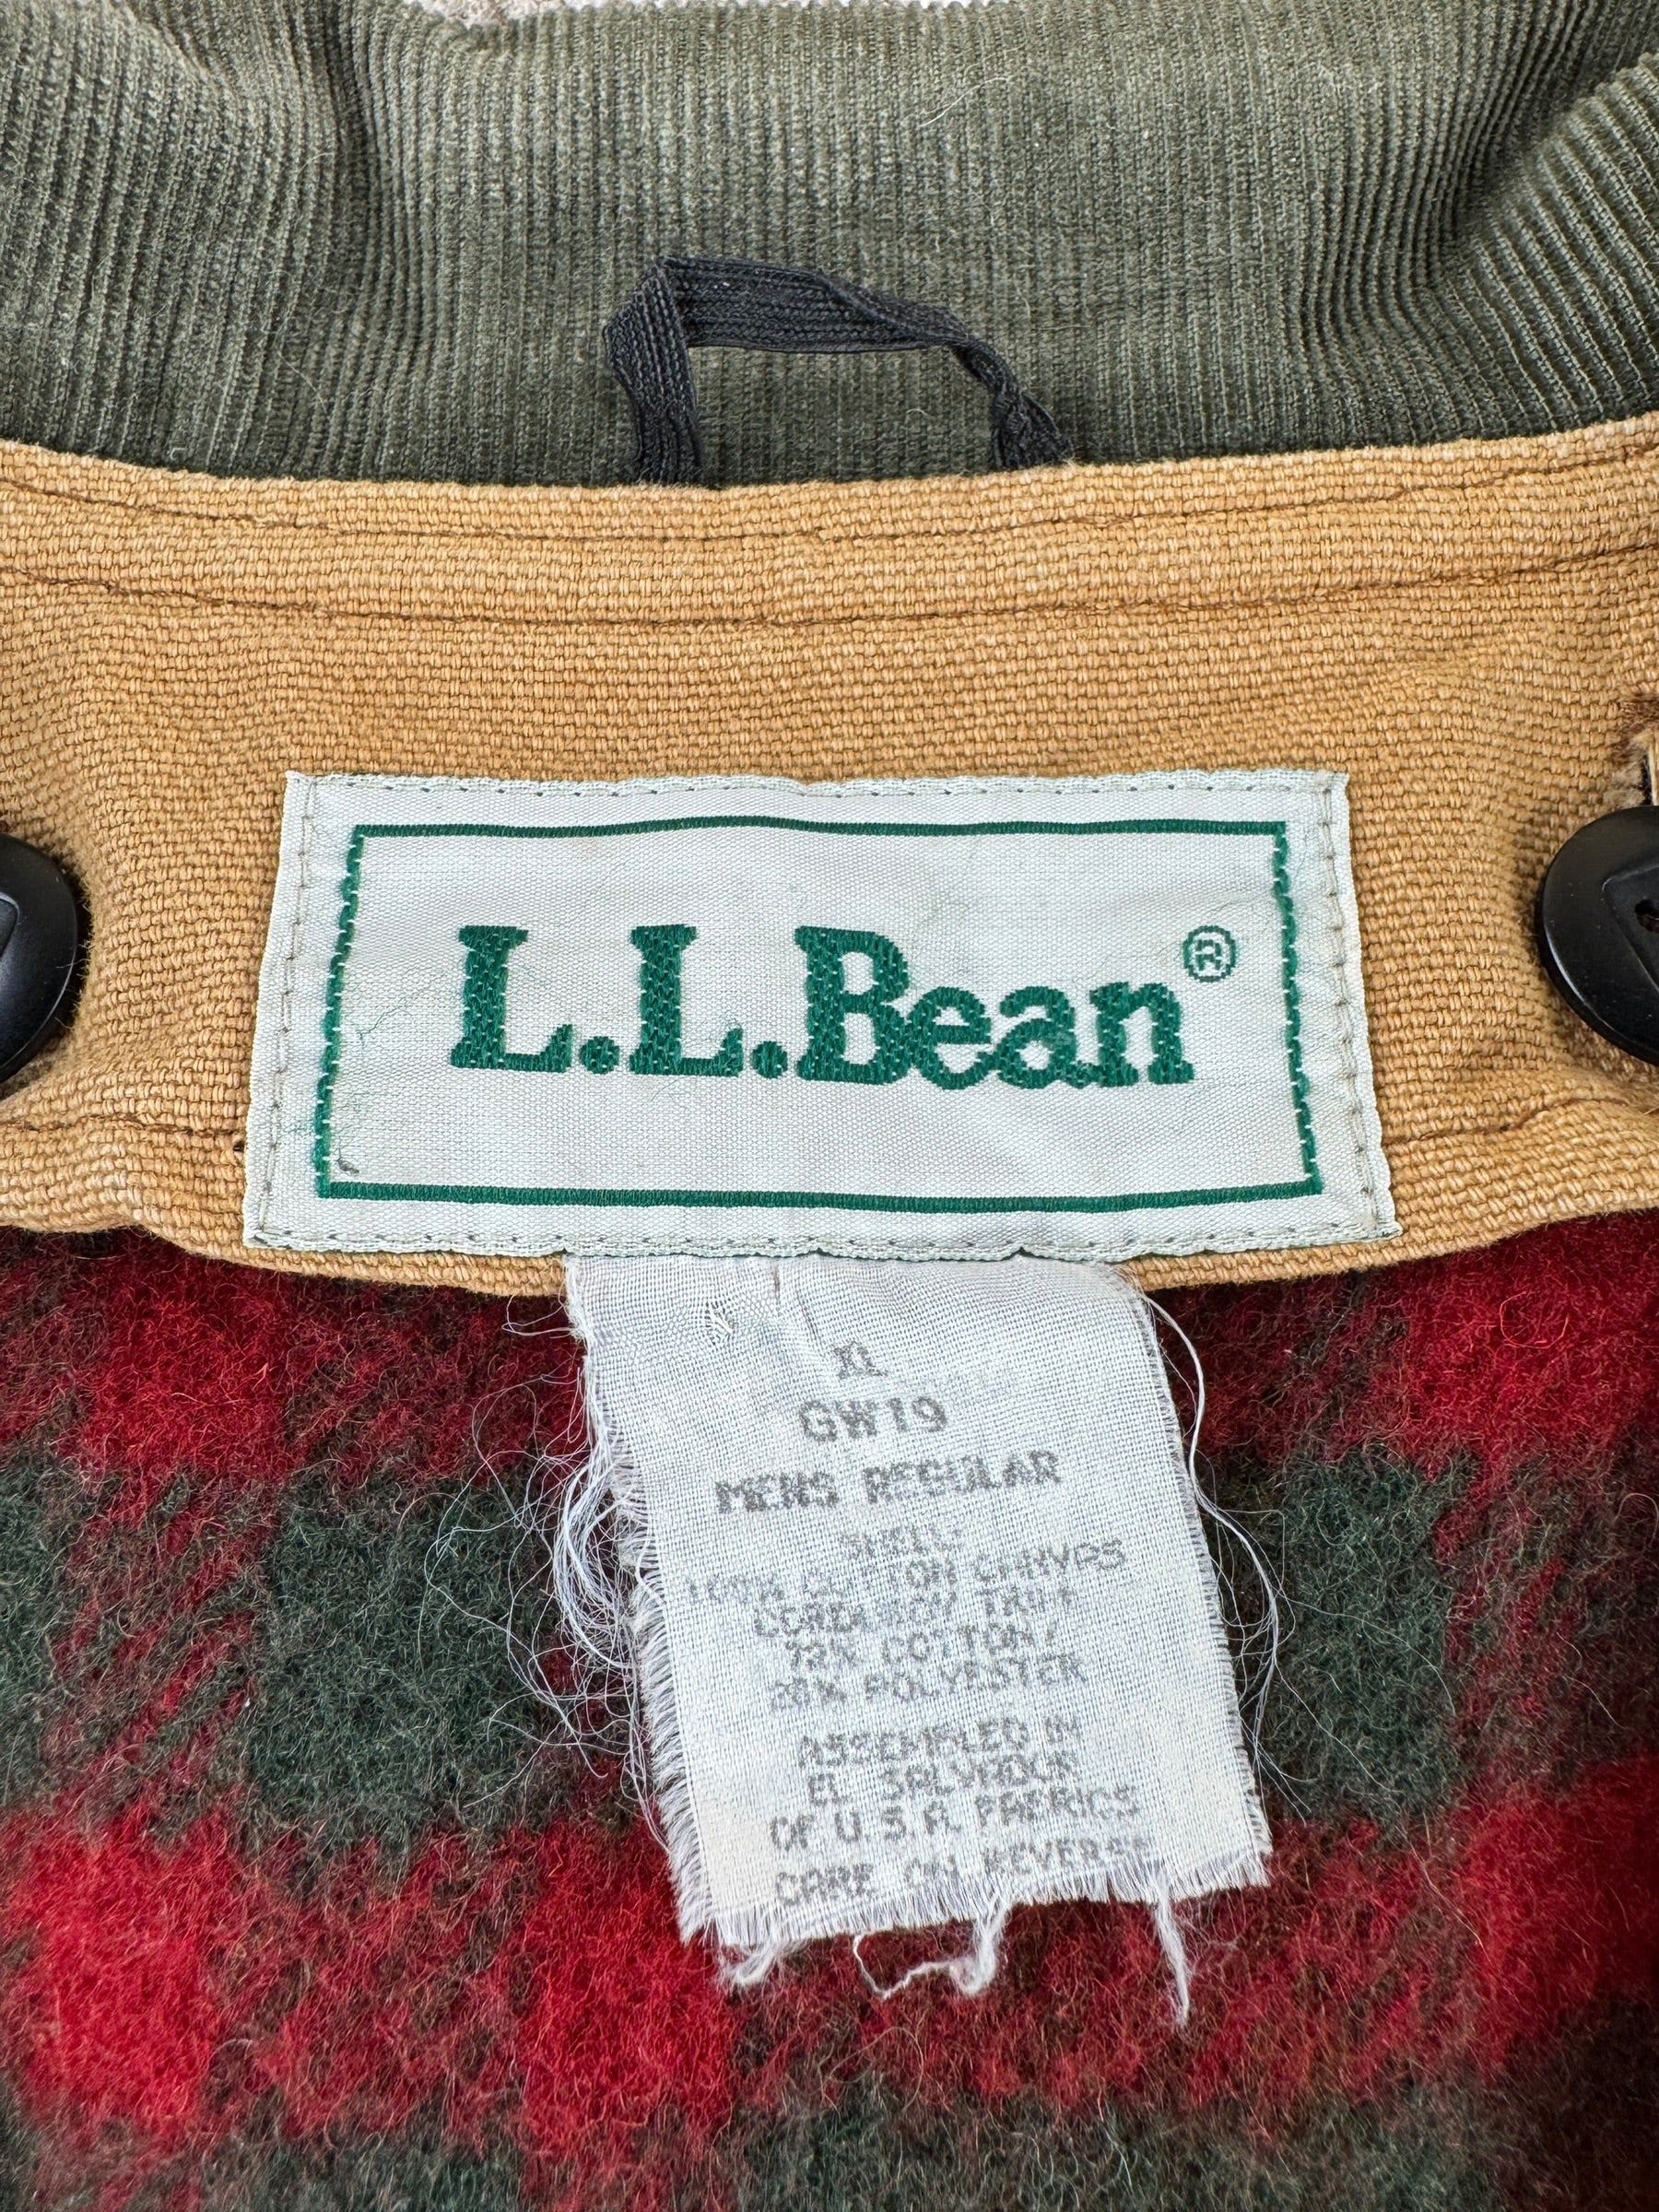 L.L.Bean®
XL
GW19
MENS REGULAR
SHELL:
100% COTTON CANVAS
CORDUROY TRIM
72% COTTON/
28% POLYESTER
ASSEMBLED IN
EL SALVADOR
OF U.S.A. FABRICS
CARE ON REVERSE